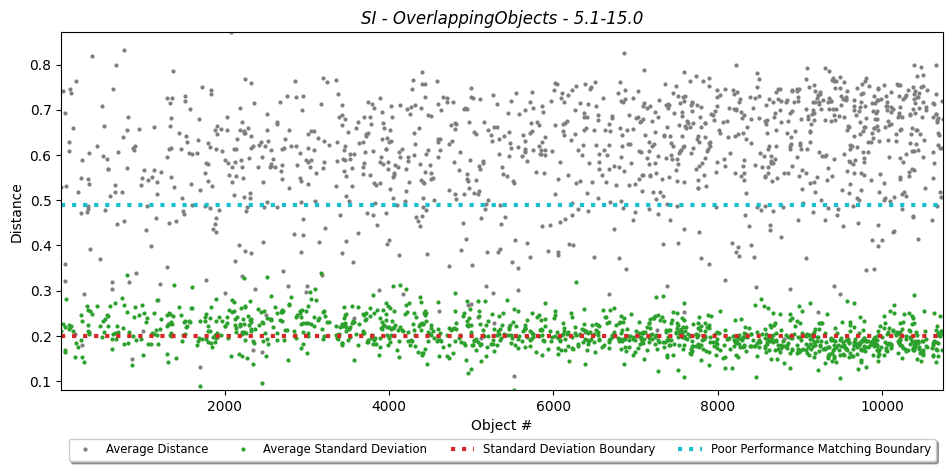 SI - OverlappingObjects - 5.1-15.0
0.8
0.7
0.6
0.5
0.4
0.3
0.2
0.1
Distance
2000 4000 6000 8000 10000
Object #
Average Distance Average Standard Deviation Standard Deviation Boundary Poor Performance Matching Boundary